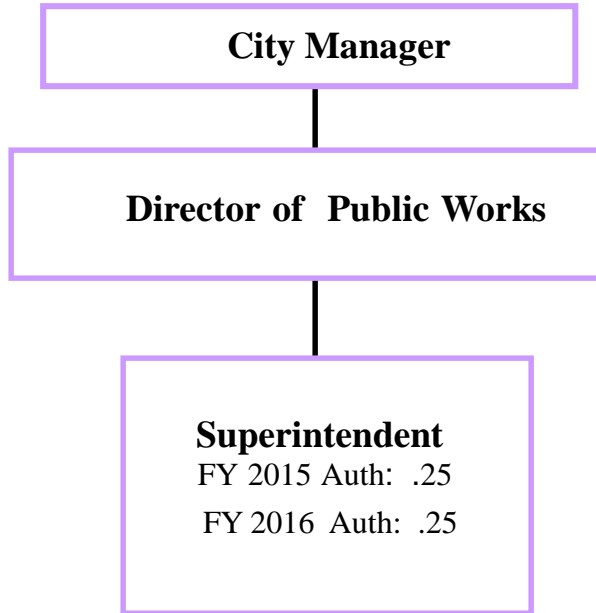 City Manager
Director of Public Works
Superintendent
FY 2015 Auth: .25
FY 2016 Auth: .25